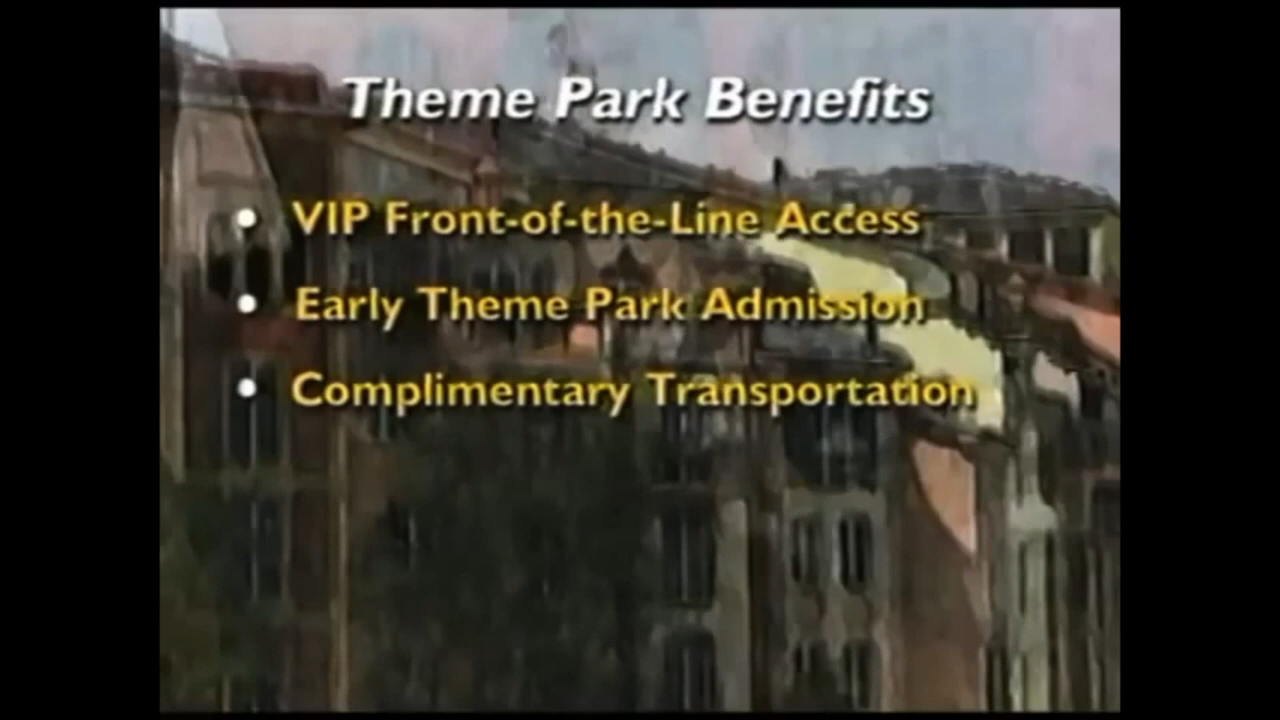 Theme Park Benefits
• VIP Front-of-the-Line Access
• Early Theme Park Admission
• Complimentary Transportation